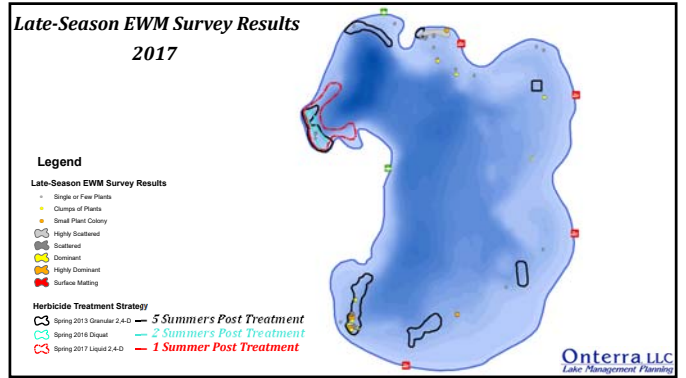 Late-Season EWM Survey Results
2017
Legend
Late-Season EWM Survey Results
Single or Few Plants
Clumps of Plants
Small Plant Colony
Highly Scattered
Scattered
Dominant
Highly Dominant
Surface Matting
Herbicide Treatment Strategy
Spring 2013 Granular 2,4-D — 5 Summers Post Treatment
Spring 2016 Diquat — 2 Summers Post Treatment
Spring 2017 Liquid 2,4-D — 1 Summer Post Treatment
Onterra LLC
Lake Management Planning